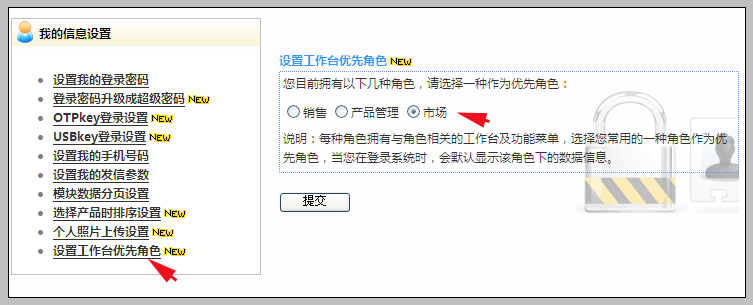 我的信息设置
设置我的登录密码
登录密码升级成超级密码 NEW
OTPkey登录设置 NEW
USBkey登录设置 NEW
设置我的手机号码
设置我的发信参数
模块数据分页设置
选择产品时排序设置 NEW
个人照片上传设置 NEW
设置工作台优先角色 NEW
设置工作台优先角色 NEW
您目前拥有以下几种角色，请选择一种作为优先角色：
销售 产品管理 市场
说明：每种角色拥有与角色相关的工作台及功能菜单，选择您常用的一种角色作为优
先角色，当您在登录系统时，会默认显示该角色下的数据信息。
提交